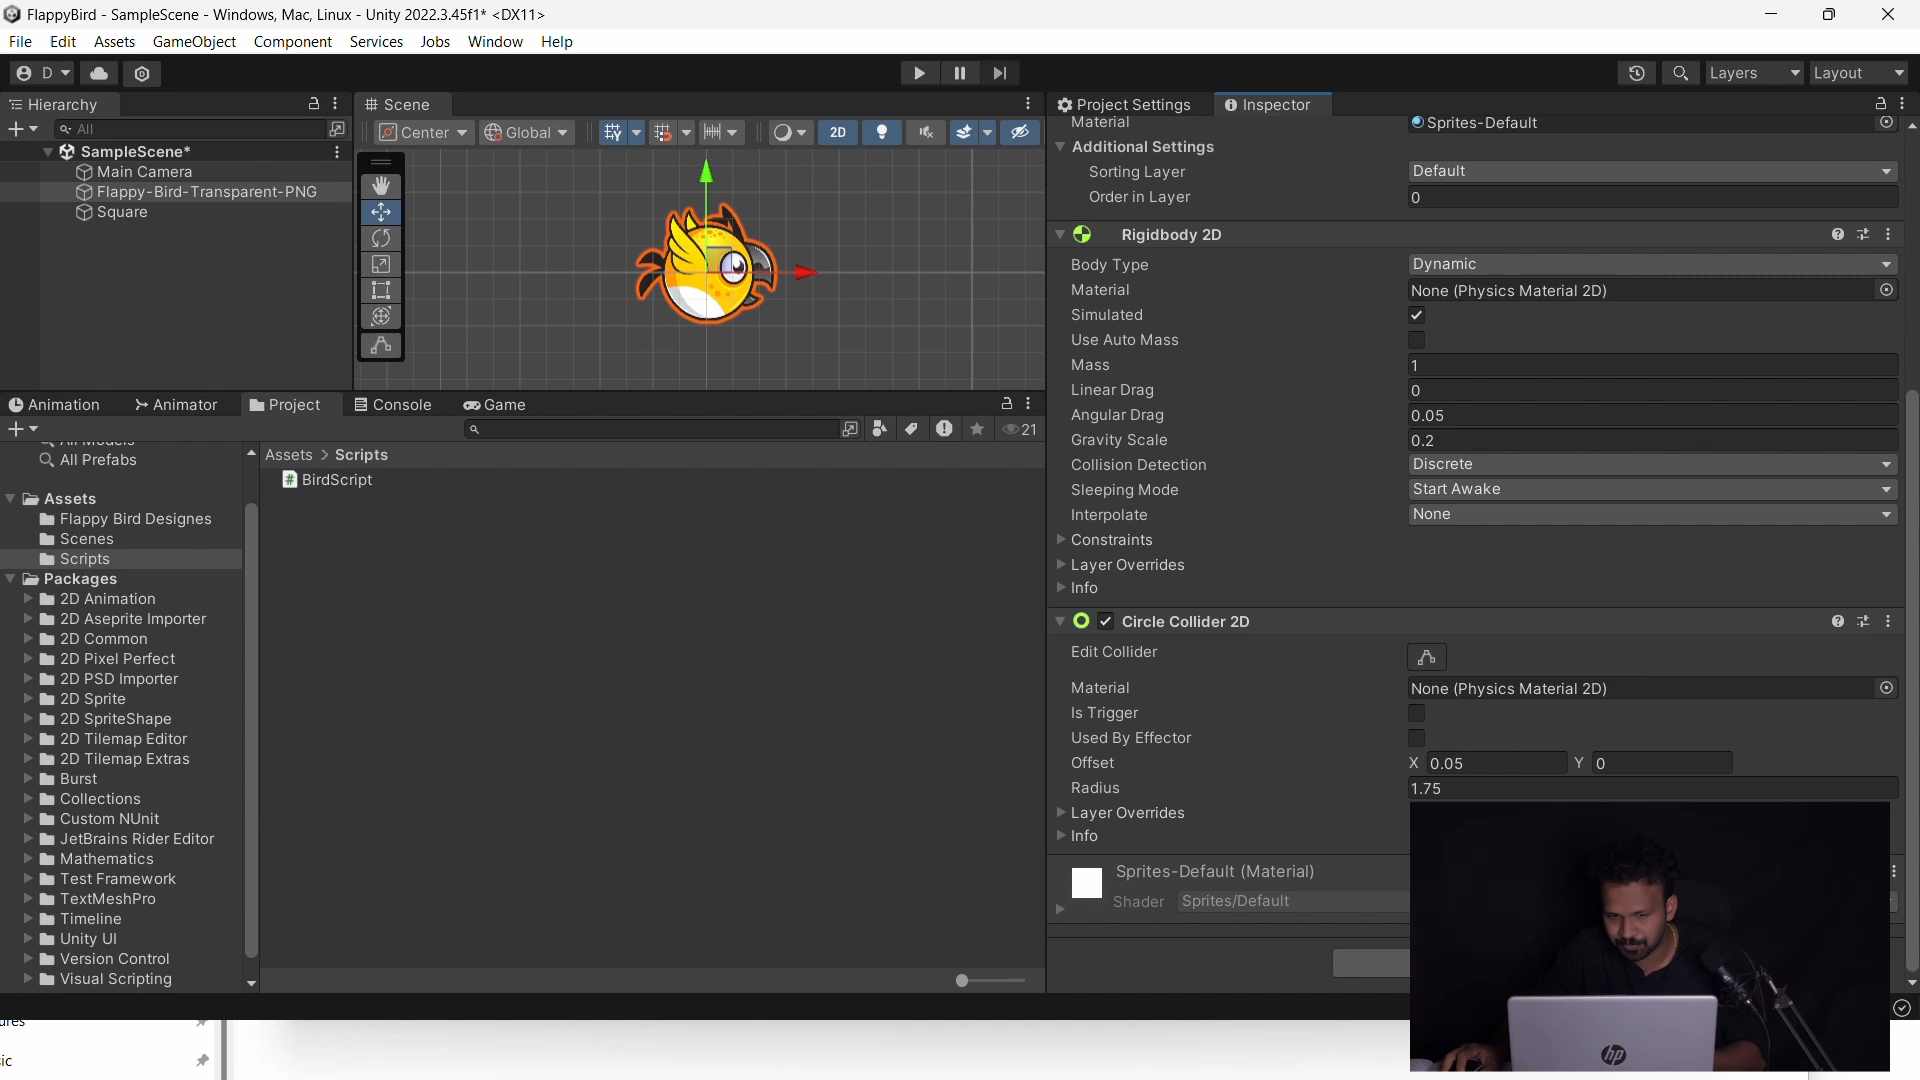 FlappyBird - SampleScene - Windows, Mac, Linux - Unity 2022.3.45f1* <DX11>
File Edit Assets GameObject Component Services Jobs Window Help
D
Layers
Layout
Hierarchy
All
SampleScene*
Main Camera
Flappy-Bird-Transparent-PNG
Square
Scene
Center
Global
2D
Animation
Animator
Project
Console
Game
21
All Models
All Prefabs
Assets
Flappy Bird Designes
Scenes
Scripts
Packages
2D Animation
2D Aseprite Importer
2D Common
2D Pixel Perfect
2D PSD Importer
2D Sprite
2D SpriteShape
2D Tilemap Editor
2D Tilemap Extras
Burst
Collections
Custom NUnit
JetBrains Rider Editor
Mathematics
Test Framework
TextMeshPro
Timeline
Unity UI
Version Control
Visual Scripting
Assets > Scripts
BirdScript
Project Settings
Inspector
Material Sprites-Default
Additional Settings
Sorting Layer Default
Order in Layer 0
Rigidbody 2D
Body Type Dynamic
Material None (Physics Material 2D)
Simulated
Use Auto Mass
Mass 1
Linear Drag 0
Angular Drag 0.05
Gravity Scale 0.2
Collision Detection Discrete
Sleeping Mode Start Awake
Interpolate None
Constraints
Layer Overrides
Info
Circle Collider 2D
Edit Collider
Material None (Physics Material 2D)
Is Trigger
Used By Effector
Offset X 0.05 Y 0
Radius 1.75
Layer Overrides
Info
Sprites-Default (Material)
Shader Sprites/Default
hp